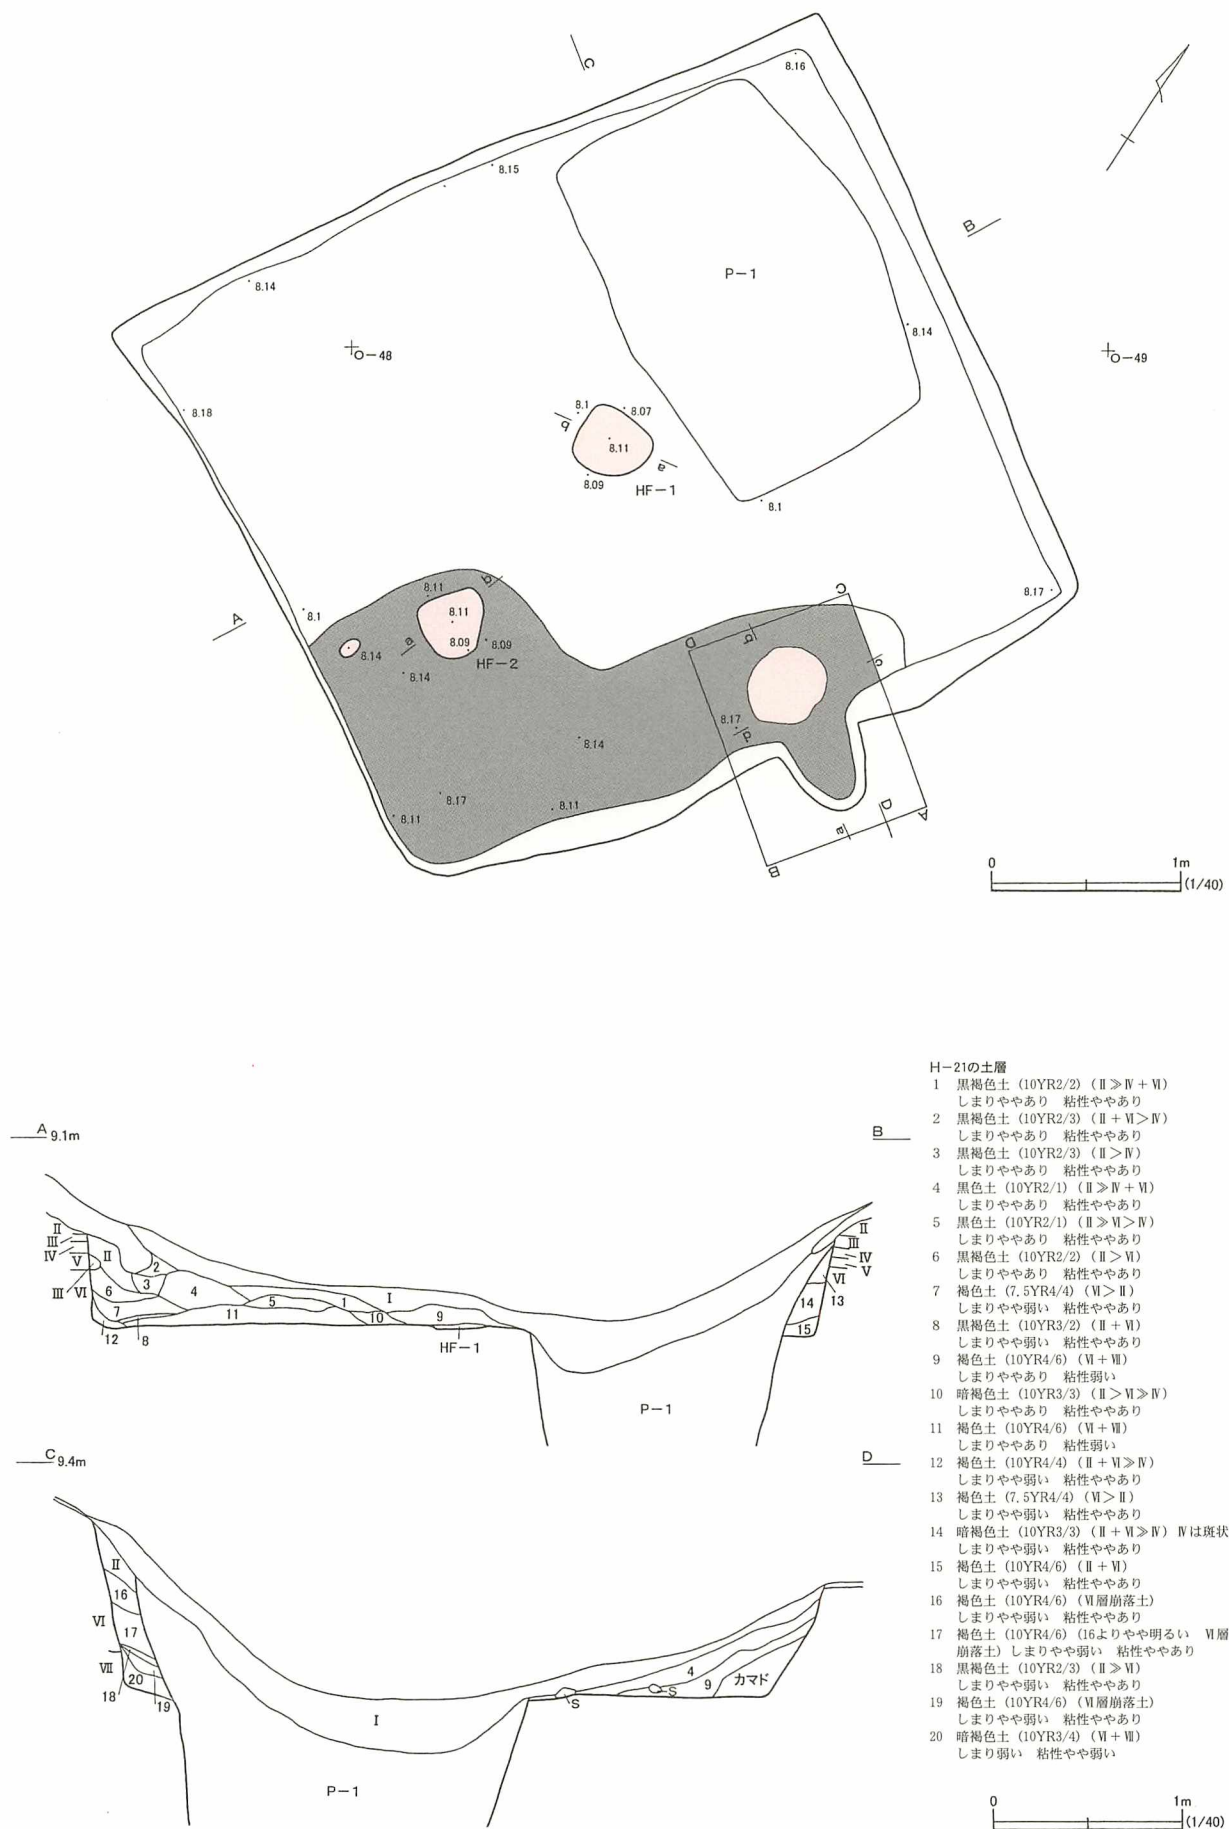 C
8.16
8.15
B
P-1
8.14
8.14
O-48
O-49
8.18
8.1
8.07
b
8.11
a
8.09
HF-1
8.1
8.17
8.11
b
C
A
8.1
8.11
D
b
8.14
a
8.09
8.09
c
HF-2
8.14
8.17
d
8.14
8.17
8.11
8.11
D
A
a
B
0 1m
(1/40)
A 9.1m
B
II
III
IV
V
II
III
VI
2
3
6
4
7
5
11
1
I
10
9
12
8
HF-1
P-1
II
III
IV
V
VI
14
13
15
C 9.4m
D
II
16
VI
17
VII
20
18
19
I
P-1
4
9
カマド
S
S
H-21の土層
1 黒褐色土 (10YR2/2) (Ⅱ≫Ⅳ+Ⅵ)
しまりややあり 粘性ややあり
2 黒褐色土 (10YR2/3) (Ⅱ+Ⅵ>Ⅳ)
しまりややあり 粘性ややあり
3 黒褐色土 (10YR2/3) (Ⅱ>Ⅳ)
しまりややあり 粘性ややあり
4 黒色土 (10YR2/1) (Ⅱ≫Ⅳ+Ⅵ)
しまりややあり 粘性ややあり
5 黒色土 (10YR2/1) (Ⅱ≫Ⅵ>Ⅳ)
しまりややあり 粘性ややあり
6 黒褐色土 (10YR2/2) (Ⅱ>Ⅵ)
しまりややあり 粘性ややあり
7 褐色土 (7.5YR4/4) (Ⅵ>Ⅱ)
しまりやや弱い 粘性ややあり
8 黒褐色土 (10YR3/2) (Ⅱ+Ⅵ)
しまりやや弱い 粘性ややあり
9 褐色土 (10YR4/6) (Ⅵ+Ⅶ)
しまりややあり 粘性弱い
10 暗褐色土 (10YR3/3) (Ⅱ>Ⅵ≫Ⅳ)
しまりややあり 粘性ややあり
11 褐色土 (10YR4/6) (Ⅵ+Ⅶ)
しまりややあり 粘性弱い
12 褐色土 (10YR4/4) (Ⅱ+Ⅵ≫Ⅳ)
しまりやや弱い 粘性ややあり
13 褐色土 (7.5YR4/4) (Ⅵ>Ⅱ)
しまりやや弱い 粘性ややあり
14 暗褐色土 (10YR3/3) (Ⅱ+Ⅵ≫Ⅳ) Ⅳは斑状
しまりやや弱い 粘性ややあり
15 褐色土 (10YR4/6) (Ⅱ+Ⅵ)
しまりやや弱い 粘性ややあり
16 褐色土 (10YR4/6) (Ⅵ層崩落土)
しまりやや弱い 粘性ややあり
17 褐色土 (10YR4/6) (16よりやや明るい Ⅵ層
崩落土) しまりやや弱い 粘性ややあり
18 黒褐色土 (10YR2/3) (Ⅱ≫Ⅵ)
しまりやや弱い 粘性ややあり
19 褐色土 (10YR4/6) (Ⅵ層崩落土)
しまりやや弱い 粘性ややあり
20 暗褐色土 (10YR3/4) (Ⅵ+Ⅶ)
しまり弱い 粘性やや弱い
0 1m
(1/40)